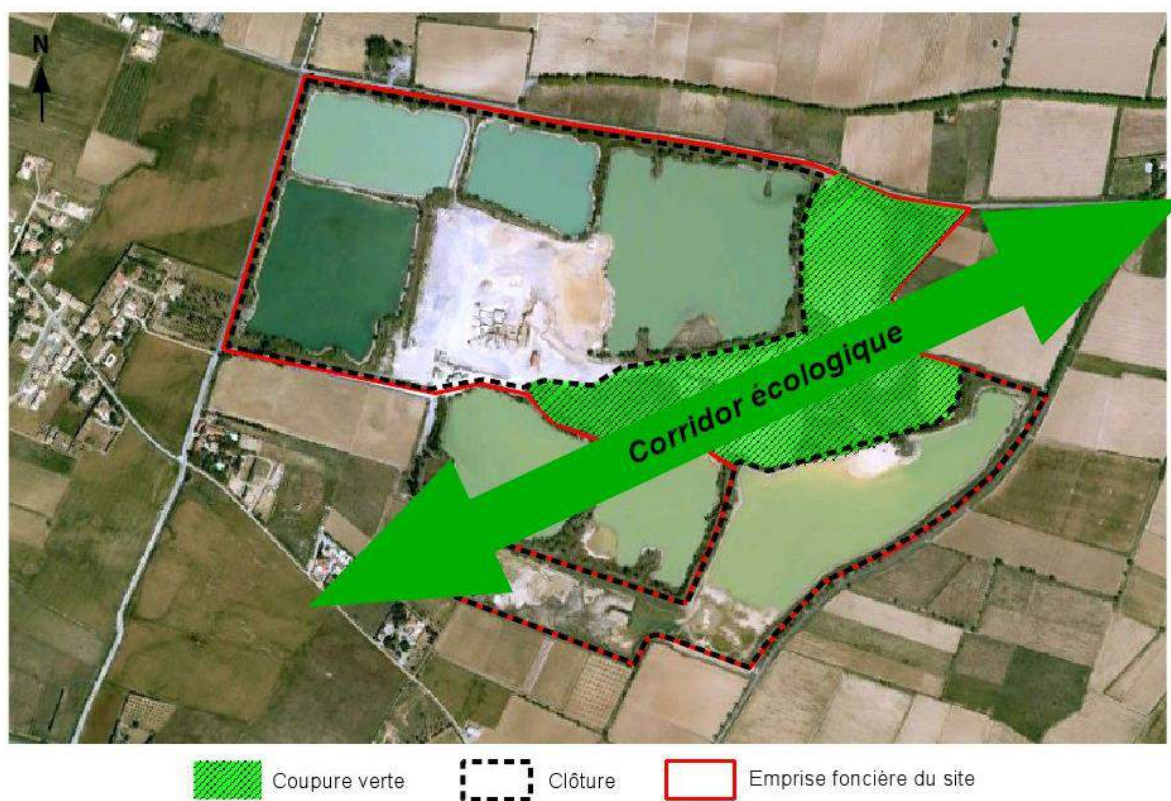 N
Corridor écologique
Coupure verte
Clôture
Emprise foncière du site